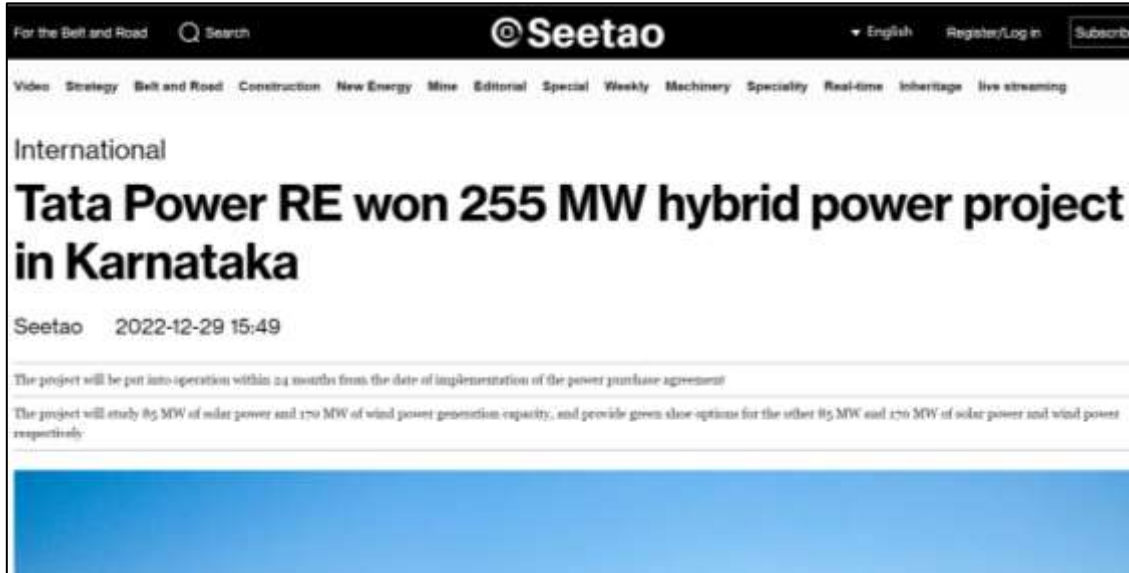 For the Belt and Road Search Seetao English Register/Log in Subscrib
Video Strategy Belt and Road Construction New Energy Mine Editorial Special Weekly Machinery Speciality Real-time Inheritage live streaming
International
Tata Power RE won 255 MW hybrid power project
in Karnataka
Seetao 2022-12-29 15:49
The project will be put into operation within 24 months from the date of implementation of the power purchase agreement
The project will study 85 MW of solar power and 170 MW of wind power generation capacity, and provide green shoe options for the other 85 MW and 170 MW of solar power and wind power
respectively